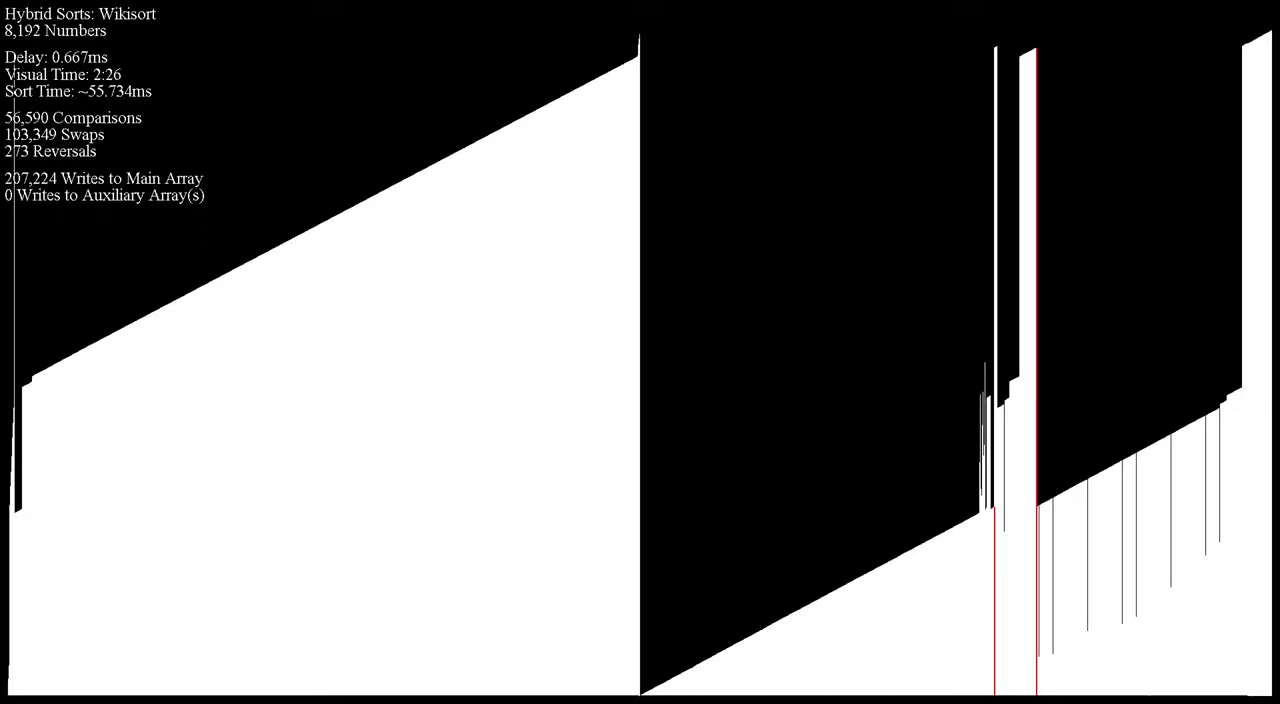 Hybrid Sorts: Wikisort
8,192 Numbers
Delay: 0.667ms
Visual Time: 2:26
Sort Time: ~55.734ms
56,590 Comparisons
103,349 Swaps
273 Reversals
207,224 Writes to Main Array
0 Writes to Auxiliary Array(s)